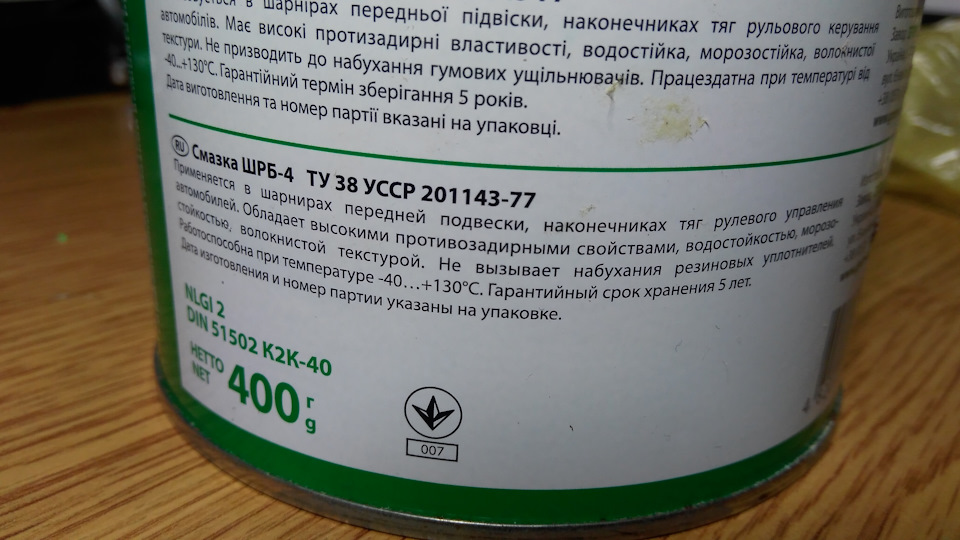 в шарнірах передньої підвіски, наконечниках тяг рульового керування
автомобілів. Має високі протизадирні властивості, водостійка, морозостійка, волокнистої
текстури. Не призводить до набухання гумових ущільнювачів. Працездатна при температурі від
-40...+130°С. Гарантійний термін зберігання 5 років.
Дата виготовлення та номер партії вказані на упаковці.
RU Смазка ШРБ-4 ТУ 38 УССР 201143-77
Применяется в шарнирах передней подвески, наконечниках тяг рулевого управления
автомобилей. Обладает высокими противозадирными свойствами, водостойкостью, морозо-
стойкостью, волокнистой текстурой. Не вызывает набухания резиновых уплотнителей.
Работоспособна при температуре -40...+130°С. Гарантийный срок хранения 5 лет.
Дата изготовления и номер партии указаны на упаковке.
NLGI 2
DIN 51502 K2K-40
НЕТТО
NET
400 г
g
007